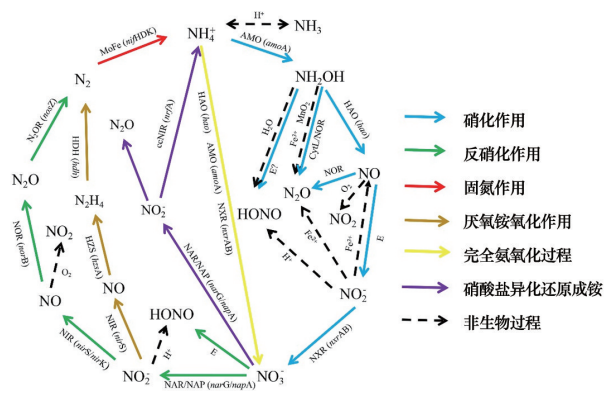 MoFe (nifHDK)
NH₄⁺
H⁺
NH₃
AMO (amoA)
N₂
NH₂OH
硝化作用
反硝化作用
固氮作用
厌氧铵氧化作用
完全氨氧化过程
硝酸盐异化还原成铵
非生物过程
N₂OR (nosZ)
HDH (hdh)
N₂O
ccNIR (nrfA)
HAO (hao)
AMO (amoA)
NXR (nxrAB)
H₂O
E?
Fe²⁺
MnO₂
CytL/NOR
HAO (hao)
NOR
NO
O₂
NO₂
N₂O
N₂H₄
NO₂⁻
HONO
N₂O
Fe²⁺
Fe²⁺
E
H⁺
NO₂⁻
NOR (norB)
NO₂
O₂
HZS (hzsA)
NAR/NAP (narG/napA)
NO
NO
HONO
NIR (nirS/nirK)
NIR (nirS)
H⁺
E
NXR (nxrAB)
NO₂⁻
NAR/NAP (narG/napA)
NO₃⁻